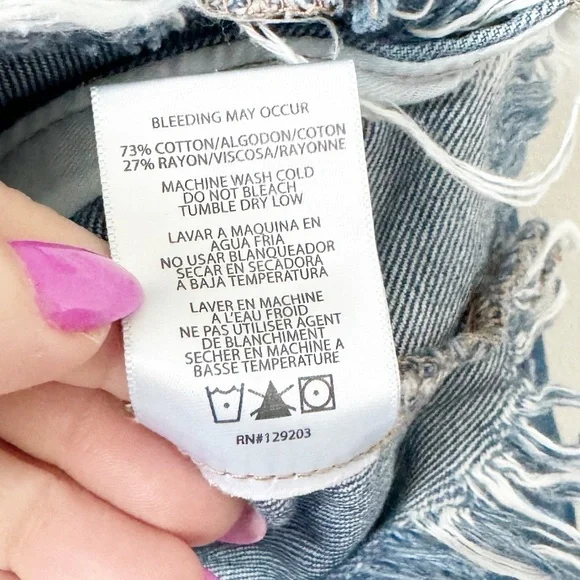 BLEEDING MAY OCCUR
73% COTTON/ALGODON/COTON
27% RAYON/VISCOSA/RAYONNE
MACHINE WASH COLD
DO NOT BLEACH
TUMBLE DRY LOW
LAVAR A MAQUINA EN
AGUA FRIA
NO USAR BLANQUEADOR
SECAR EN SECADORA
A BAJA TEMPERATURA
LAVER EN MACHINE
A L'EAU FROID
NE PAS UTILISER AGENT
DE BLANCHIMENT
SECHER EN MACHINE A
BASSE TEMPERATURE
RN#129203